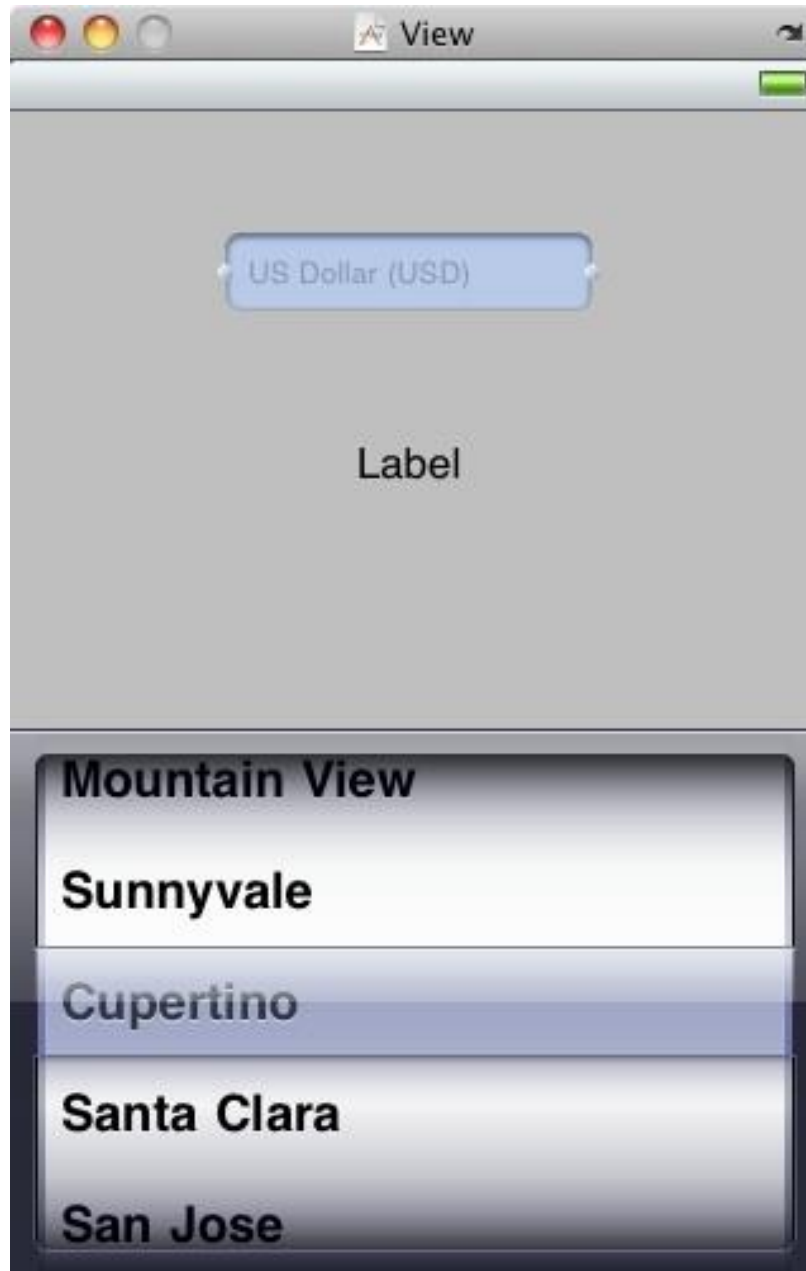 View
US Dollar (USD)
Label
Mountain View
Sunnyvale
Cupertino
Santa Clara
San Jose